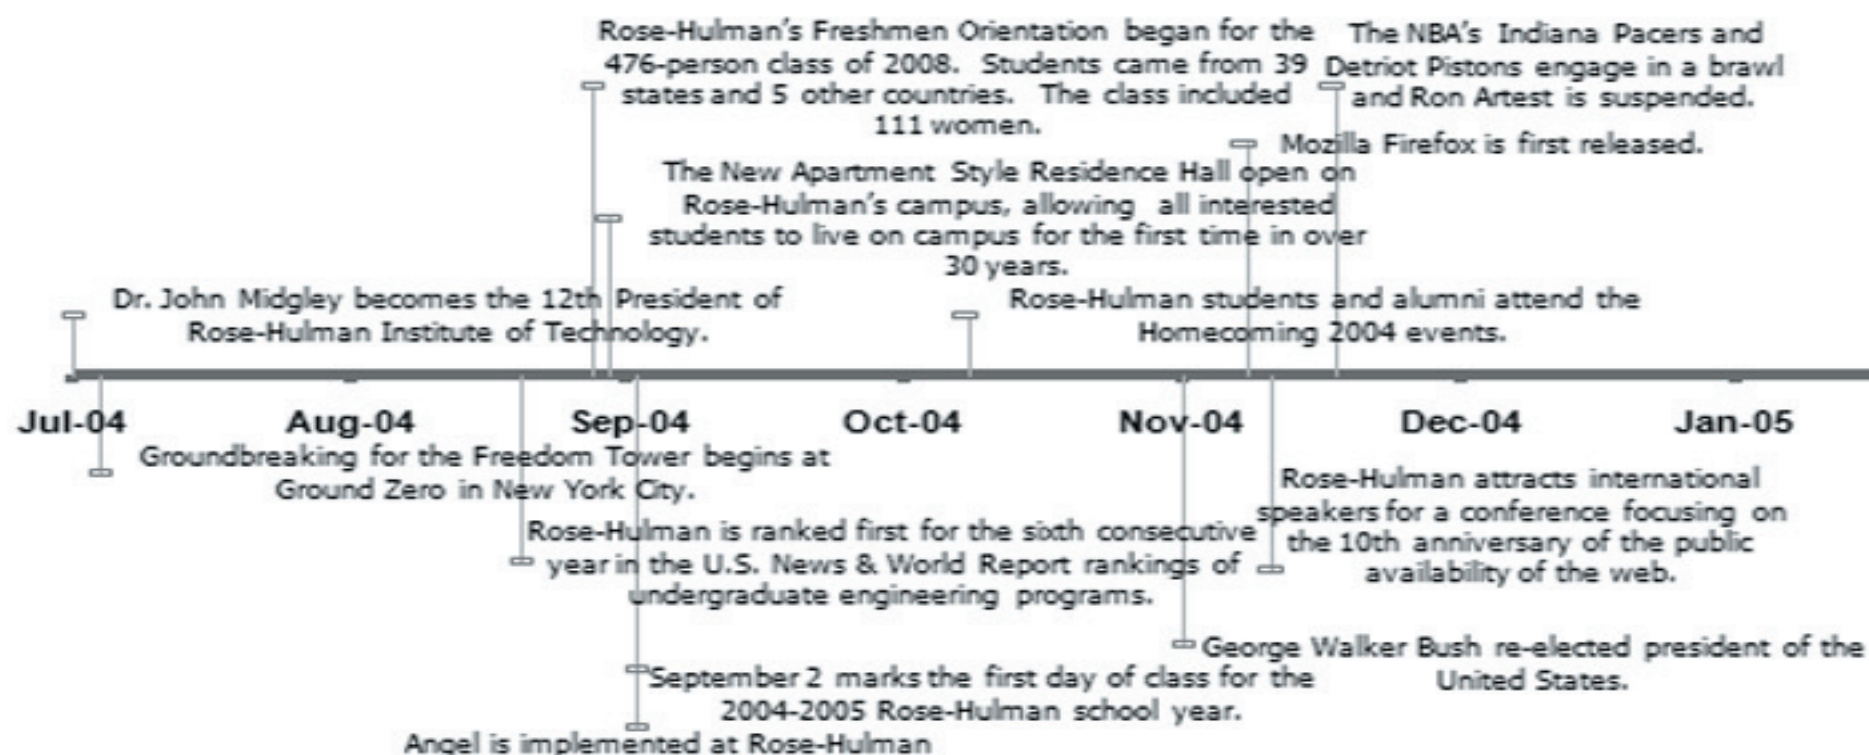 Rose-Hulman's Freshmen Orientation began for the
476-person class of 2008. Students came from 39
states and 5 other countries. The class included
111 women.
The NBA's Indiana Pacers and
Detriot Pistons engage in a brawl
and Ron Artest is suspended.
Mozilla Firefox is first released.
The New Apartment Style Residence Hall open on
Rose-Hulman's campus, allowing all interested
students to live on campus for the first time in over
30 years.
Dr. John Midgley becomes the 12th President of
Rose-Hulman Institute of Technology.
Rose-Hulman students and alumni attend the
Homecoming 2004 events.
Jul-04 Aug-04 Sep-04 Oct-04 Nov-04 Dec-04 Jan-05
Groundbreaking for the Freedom Tower begins at
Ground Zero in New York City.
Rose-Hulman is ranked first for the sixth consecutive
year in the U.S. News & World Report rankings of
undergraduate engineering programs.
Rose-Hulman attracts international
speakers for a conference focusing on
the 10th anniversary of the public
availability of the web.
George Walker Bush re-elected president of the
United States.
September 2 marks the first day of class for the
2004-2005 Rose-Hulman school year.
Angel is implemented at Rose-Hulman